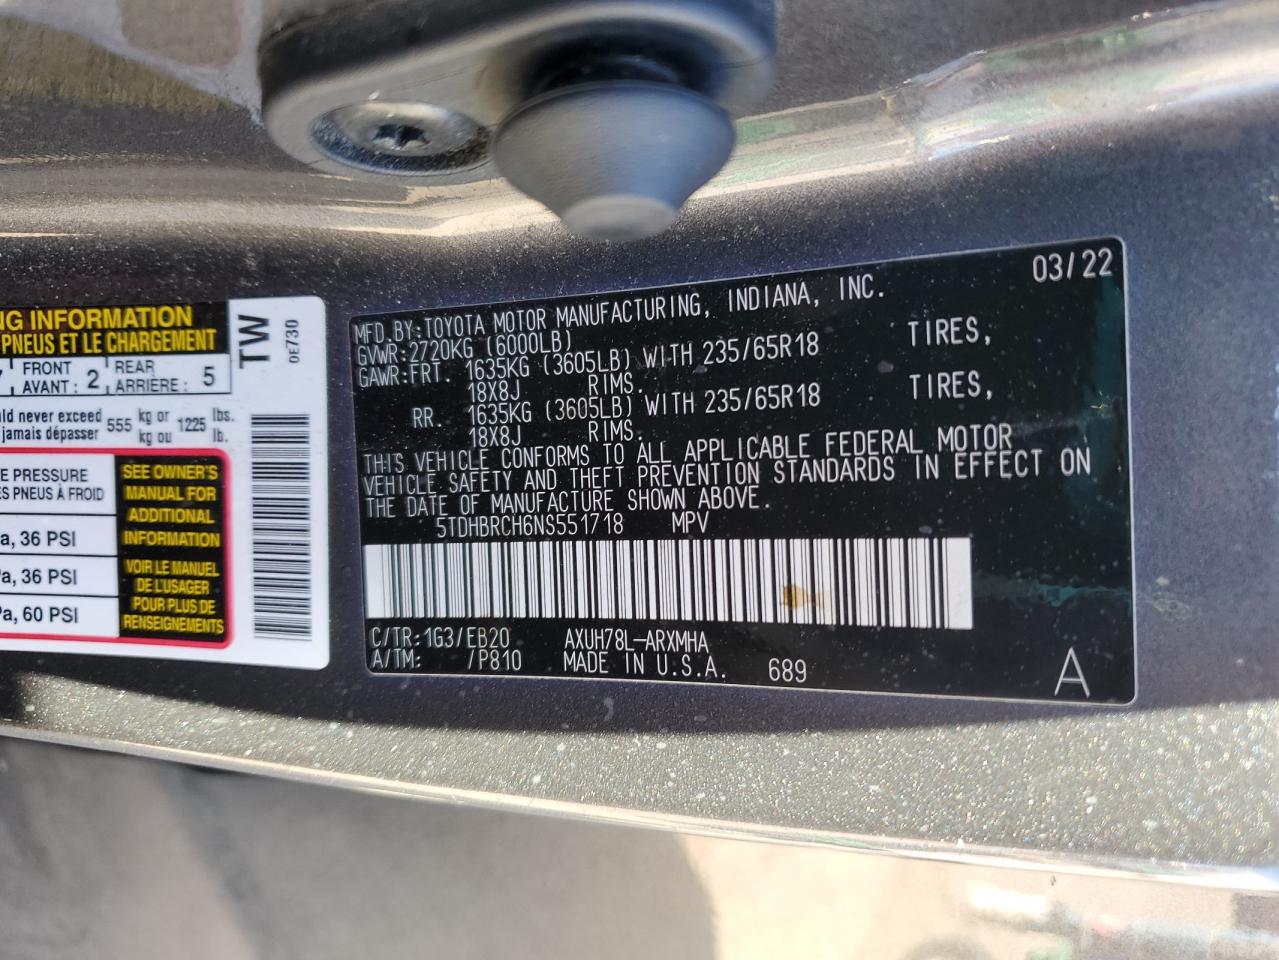 NG INFORMATION
PNEUS ET LE CHARGEMENT
FRONT
AVANT : 2
REAR
ARRIÈRE : 5
uld never exceed
jamais dépasser
555
kg or
kg ou
1225
lbs.
lb.
E PRESSURE
ES PNEUS À FROID
a, 36 PSI
Pa, 36 PSI
Pa, 60 PSI
SEE OWNER'S
MANUAL FOR
ADDITIONAL
INFORMATION
VOIR LE MANUEL
DE L'USAGER
POUR PLUS DE
RENSEIGNEMENTS
TW
0E730
03/22
MFD.BY:TOYOTA MOTOR MANUFACTURING, INDIANA, INC.
GVWR:2720KG (6000LB)
GAWR:FRT. 1635KG (3605LB) WITH 235/65R18 TIRES,
18X8J RIMS.
RR. 1635KG (3605LB) WITH 235/65R18 TIRES,
18X8J RIMS.
THIS VEHICLE CONFORMS TO ALL APPLICABLE FEDERAL MOTOR
VEHICLE SAFETY AND THEFT PREVENTION STANDARDS IN EFFECT ON
THE DATE OF MANUFACTURE SHOWN ABOVE.
5TDHBRCH6NS551718 MPV
C/TR:1G3/EB20 AXUH78L-ARXMHA
A/TM: /P810 MADE IN U.S.A. 689
A